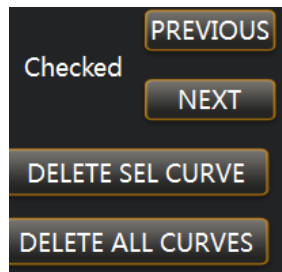 PREVIOUS
Checked
NEXT
DELETE SEL CURVE
DELETE ALL CURVES